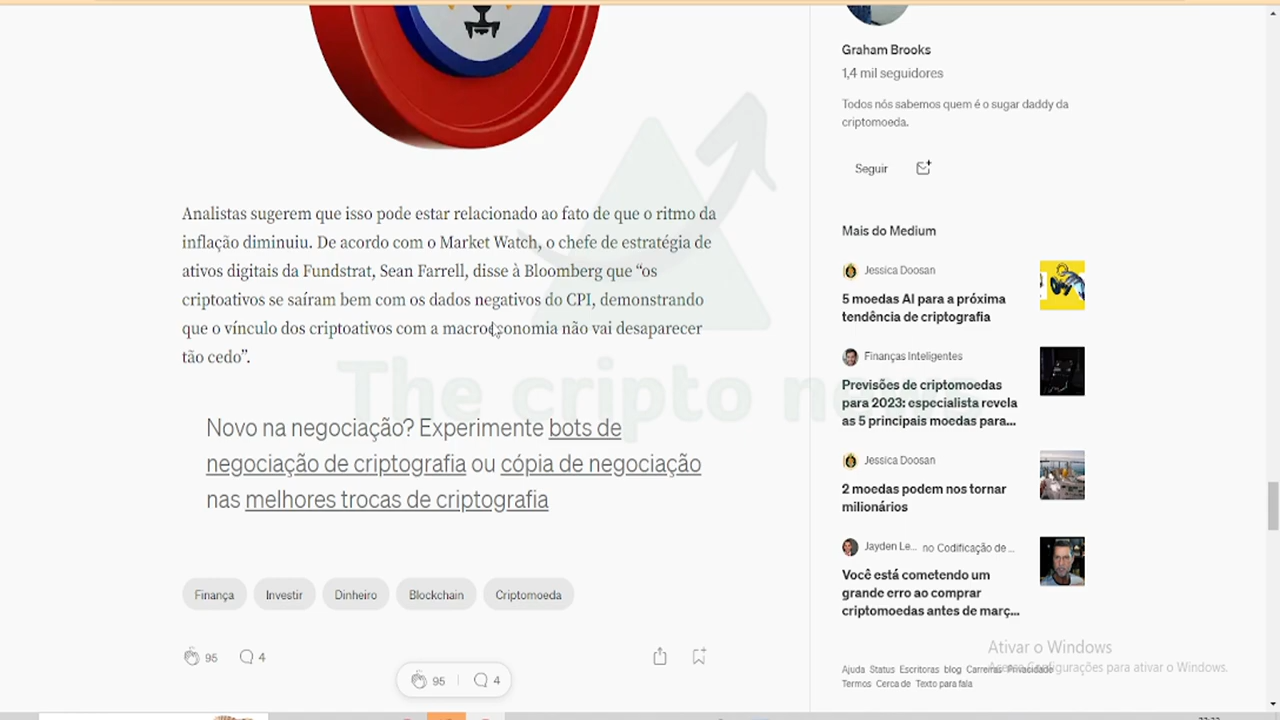 Graham Brooks
1,4 mil seguidores
Todos nós sabemos quem é o sugar daddy da
criptomoeda.
Seguir
Analistas sugerem que isso pode estar relacionado ao fato de que o ritmo da
inflação diminuiu. De acordo com o Market Watch, o chefe de estratégia de
ativos digitais da Fundstrat, Sean Farrell, disse à Bloomberg que “os
criptoativos se saíram bem com os dados negativos do CPI, demonstrando
que o vínculo dos criptoativos com a macroeconomia não vai desaparecer
tão cedo”.
Novo na negociação? Experimente bots de
negociação de criptografia ou cópia de negociação
nas melhores trocas de criptografia
Finança
Investir
Dinheiro
Blockchain
Criptomoeda
95
4
95
4
Mais do Medium
Jessica Doosan
5 moedas AI para a próxima
tendência de criptografia
Finanças Inteligentes
Previsões de criptomoedas
para 2023: especialista revela
as 5 principais moedas para...
Jessica Doosan
2 moedas podem nos tornar
milionários
Jayden Le... no Codificação de ...
Você está cometendo um
grande erro ao comprar
criptomoedas antes de març...
Ajuda Status Escritoras blog Carreiras Privacidade
Termos Cerca de Texto para fala
Ativar o Windows
Acesse Configurações para ativar o Windows.
The cripto